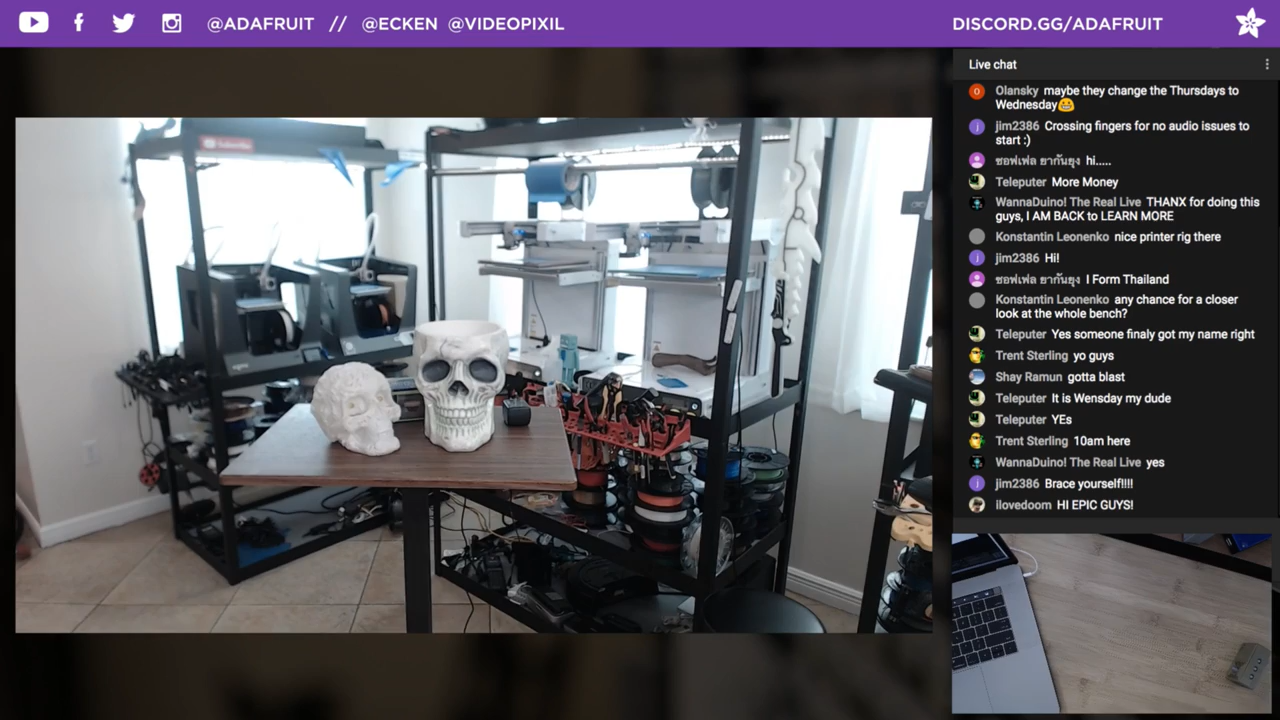 @ADAFRUIT // @ECKEN @VIDEOPIXIL
DISCORD.GG/ADAFRUIT
Subscribe
Live chat
Olansky maybe they change the Thursdays to
Wednesday😬
jim2386 Crossing fingers for no audio issues to
start :)
ซอฟเฟล ยากันยุง hi.....
Teleputer More Money
WannaDuino! The Real Live THANX for doing this
guys, I AM BACK to LEARN MORE
Konstantin Leonenko nice printer rig there
jim2386 Hi!
ซอฟเฟล ยากันยุง I Form Thailand
Konstantin Leonenko any chance for a closer
look at the whole bench?
Teleputer Yes someone finaly got my name right
Trent Sterling yo guys
Shay Ramun gotta blast
Teleputer It is Wensday my dude
Teleputer YEs
Trent Sterling 10am here
WannaDuino! The Real Live yes
jim2386 Brace yourself!!!!
ilovedoom HI EPIC GUYS!